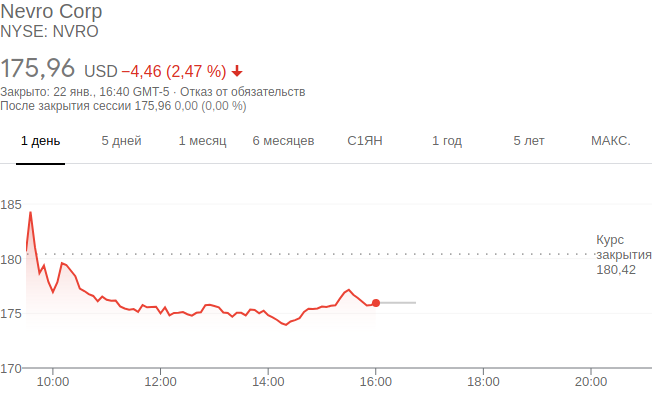 Nevro Corp
NYSE: NVRO
175,96 USD −4,46 (2,47 %)
Закрыто: 22 янв., 16:40 GMT-5 · Отказ от обязательств
После закрытия сессии 175,96 0,00 (0,00 %)
1 день 5 дней 1 месяц 6 месяцев С1ЯН 1 год 5 лет МАКС.
185
Курс
закрытия
180,42
180
175
170
10:00 12:00 14:00 16:00 18:00 20:00